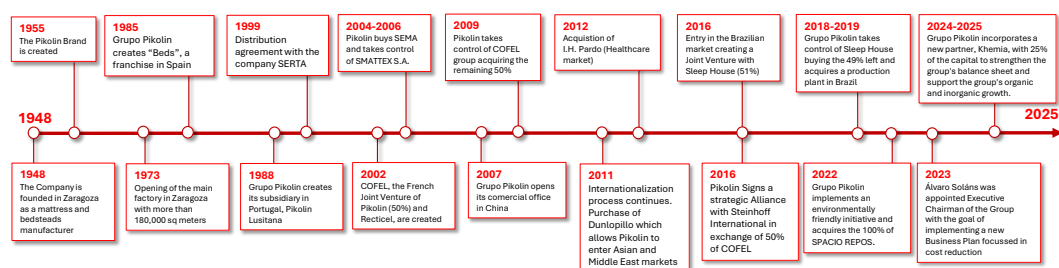 1955
The Pikolin Brand
is created
1985
Grupo Pikolin
creates “Beds”, a
franchise in Spain
1999
Distribution
agreement with the
company SERTA
2004-2006
Pikolin buys SEMA
and takes control
of SMATTEX S.A.
2009
Pikolin takes
control of COFEL
group acquiring the
remaining 50%
2012
Acquistion of
I.H. Pardo (Healthcare
market)
2016
Entry in the Brazilian
market creating a
Joint Venture with
Sleep House (51%)
2018-2019
Grupo Pikolin takes
control of Sleep House
buying the 49% left and
acquires a production
plant in Brazil
2024-2025
Grupo Pikolin incorporates a
new partner, Khemia, with 25%
of the capital to strengthen the
group's balance sheet and
support the group's organic
and inorganic growth.
1948
2025
1948
The Company is
founded in Zaragoza
as a mattress and
bedsteads
manufacturer
1973
Opening of the main
factory in Zaragoza
with more than
180,000 sq meters
1988
Grupo Pikolin creates
its subsidiary in
Portugal, Pikolin
Lusitana
2002
COFEL, the French
Joint Venture of
Pikolin (50%) and
Recticel, are created
2007
Grupo Pikolin opens
its comercial office
in China
2011
Internationalization
process continues.
Purchase of
Dunlopillo which
allows Pikolin to
enter Asian and
Middle East markets
2016
Pikolin Signs a
strategic Alliance
with Steinhoff
International in
exchange of 50%
of COFEL
2022
Grupo Pikolin
implements an
environmentally
friendly initiative and
acquires the 100% of
SPACIO REPOS.
2023
Álvaro Soláns was
appointed Executive
Chairman of the Group
with the goal of
implementing a new
Business Plan focussed in
cost reduction